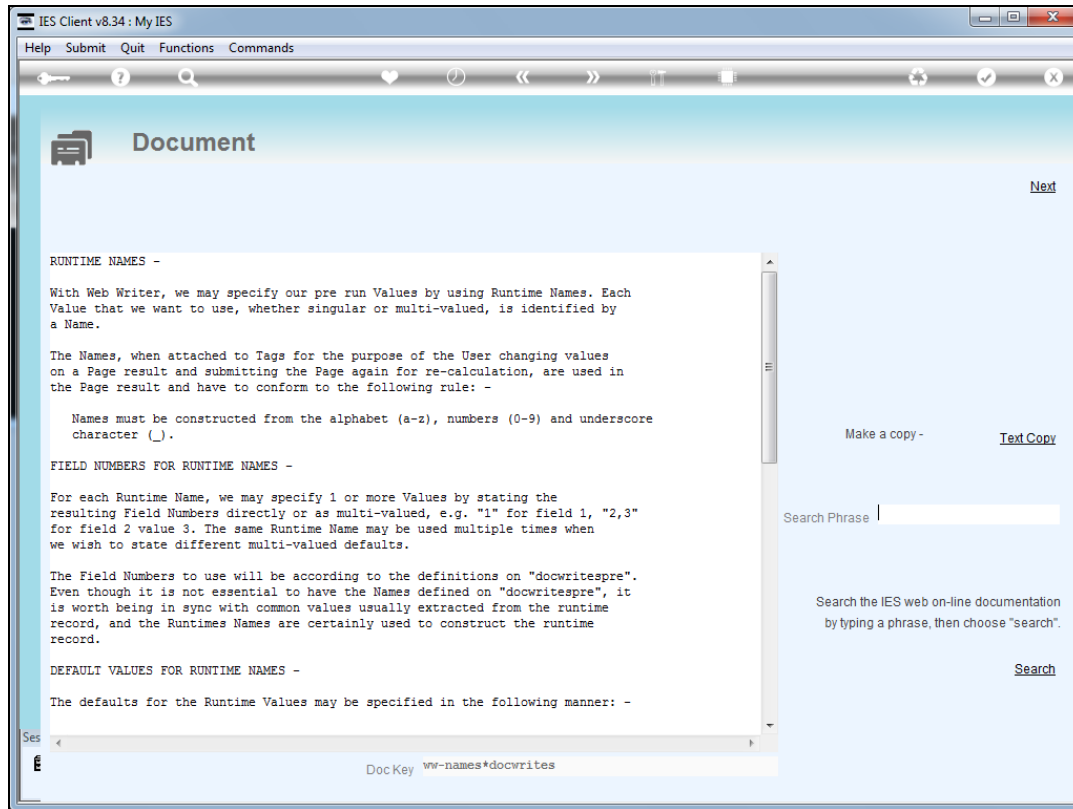 IES Client v8.34 : My IES
Help Submit Quit Functions Commands
Document
Next
RUNTIME NAMES -
With Web Writer, we may specify our pre run Values by using Runtime Names. Each
Value that we want to use, whether singular or multi-valued, is identified by
a Name.
The Names, when attached to Tags for the purpose of the User changing values
on a Page result and submitting the Page again for re-calculation, are used in
the Page result and have to conform to the following rule: -
Names must be constructed from the alphabet (a-z), numbers (0-9) and underscore
character (_).
FIELD NUMBERS FOR RUNTIME NAMES -
For each Runtime Name, we may specify 1 or more Values by stating the
resulting Field Numbers directly or as multi-valued, e.g. "1" for field 1, "2,3"
for field 2 value 3. The same Runtime Name may be used multiple times when
we wish to state different multi-valued defaults.
The Field Numbers to use will be according to the definitions on "docwritespre".
Even though it is not essential to have the Names defined on "docwritespre", it
is worth being in sync with common values usually extracted from the runtime
record, and the Runtimes Names are certainly used to construct the runtime
record.
DEFAULT VALUES FOR RUNTIME NAMES -
The defaults for the Runtime Values may be specified in the following manner: -
Make a copy -
Text Copy
Search Phrase
Search the IES web on-line documentation
by typing a phrase, then choose "search".
Search
Ses
Doc Key ww-names*docwrites